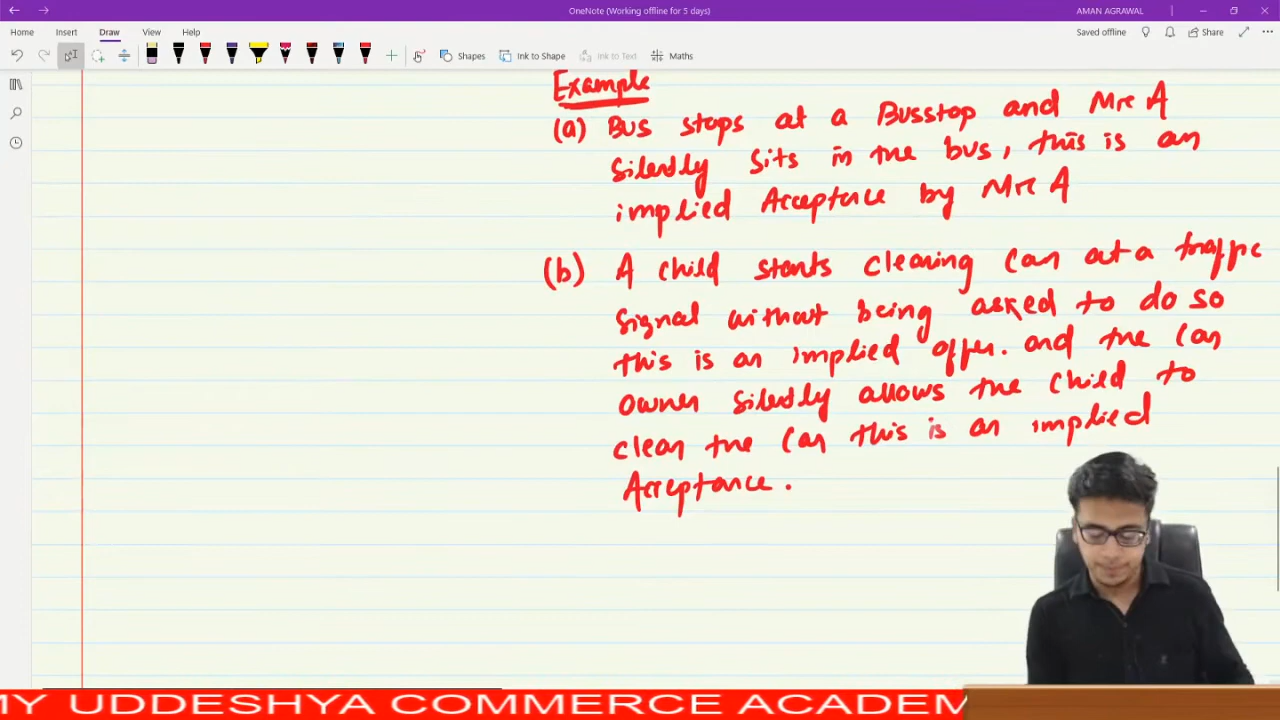 OneNote (Working offline for 5 days)
AMAN AGRAWAL
Home Insert Draw View Help
Saved offline
Share
Shapes
Ink to Shape
Ink to Text
Maths
Example
(a) Bus stops at a Busstop and Mr A
silently sits in the bus, this is an
implied Acceptance by Mr A
(b) A child starts cleaning car at a traffic
signal without being asked to do so
this is an implied offer. and the car
owner silently allows the child to
clean the car this is an implied
Acceptance.
MY UDDESHYA COMMERCE ACADEM